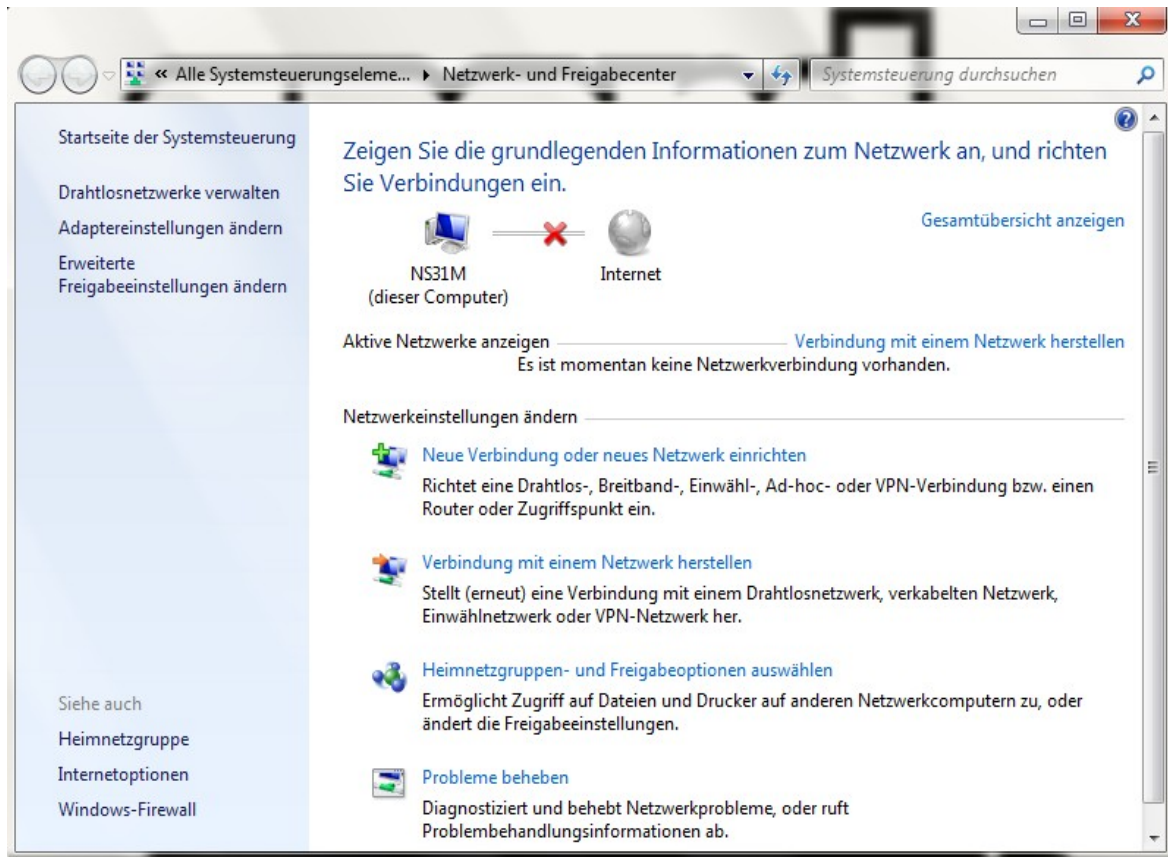 « Alle Systemsteuerungseleme... ▸ Netzwerk- und Freigabecenter
Systemsteuerung durchsuchen
Startseite der Systemsteuerung
Drahtlosnetzwerke verwalten
Adaptereinstellungen ändern
Erweiterte
Freigabeeinstellungen ändern
Siehe auch
Heimnetzgruppe
Internetoptionen
Windows-Firewall
Zeigen Sie die grundlegenden Informationen zum Netzwerk an, und richten
Sie Verbindungen ein.
Gesamtübersicht anzeigen
NS31M
(dieser Computer)
Internet
Aktive Netzwerke anzeigen
Verbindung mit einem Netzwerk herstellen
Es ist momentan keine Netzwerkverbindung vorhanden.
Netzwerkeinstellungen ändern
Neue Verbindung oder neues Netzwerk einrichten
Richtet eine Drahtlos-, Breitband-, Einwähl-, Ad-hoc- oder VPN-Verbindung bzw. einen
Router oder Zugriffspunkt ein.
Verbindung mit einem Netzwerk herstellen
Stellt (erneut) eine Verbindung mit einem Drahtlosnetzwerk, verkabelten Netzwerk,
Einwählnetzwerk oder VPN-Netzwerk her.
Heimnetzgruppen- und Freigabeoptionen auswählen
Ermöglicht Zugriff auf Dateien und Drucker auf anderen Netzwerkcomputern zu, oder
ändert die Freigabeeinstellungen.
Probleme beheben
Diagnostiziert und behebt Netzwerkprobleme, oder ruft
Problembehandlungsinformationen ab.